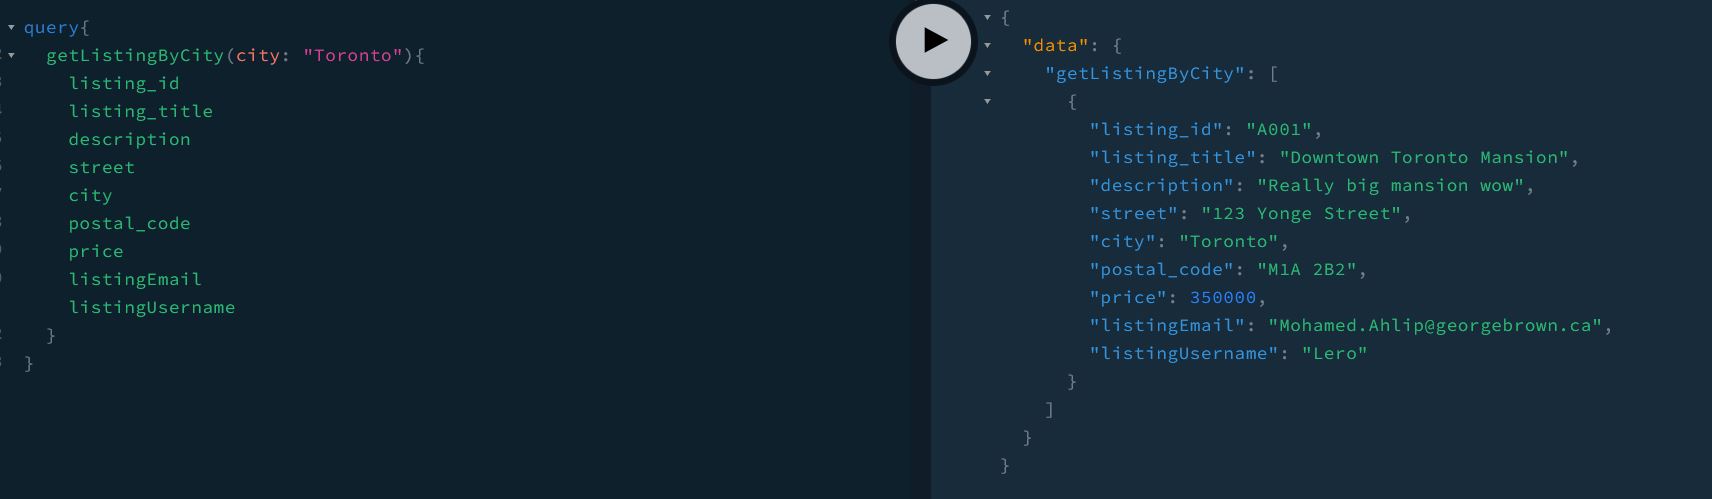 query{
getListingByCity(city: "Toronto"){
listing_id
listing_title
description
street
city
postal_code
price
listingEmail
listingUsername
}
}
{
"data": {
"getListingByCity": [
{
"listing_id": "A001",
"listing_title": "Downtown Toronto Mansion",
"description": "Really big mansion wow",
"street": "123 Yonge Street",
"city": "Toronto",
"postal_code": "M1A 2B2",
"price": 350000,
"listingEmail": "Mohamed.Ahlip@georgebrown.ca",
"listingUsername": "Lero"
}
]
}
}